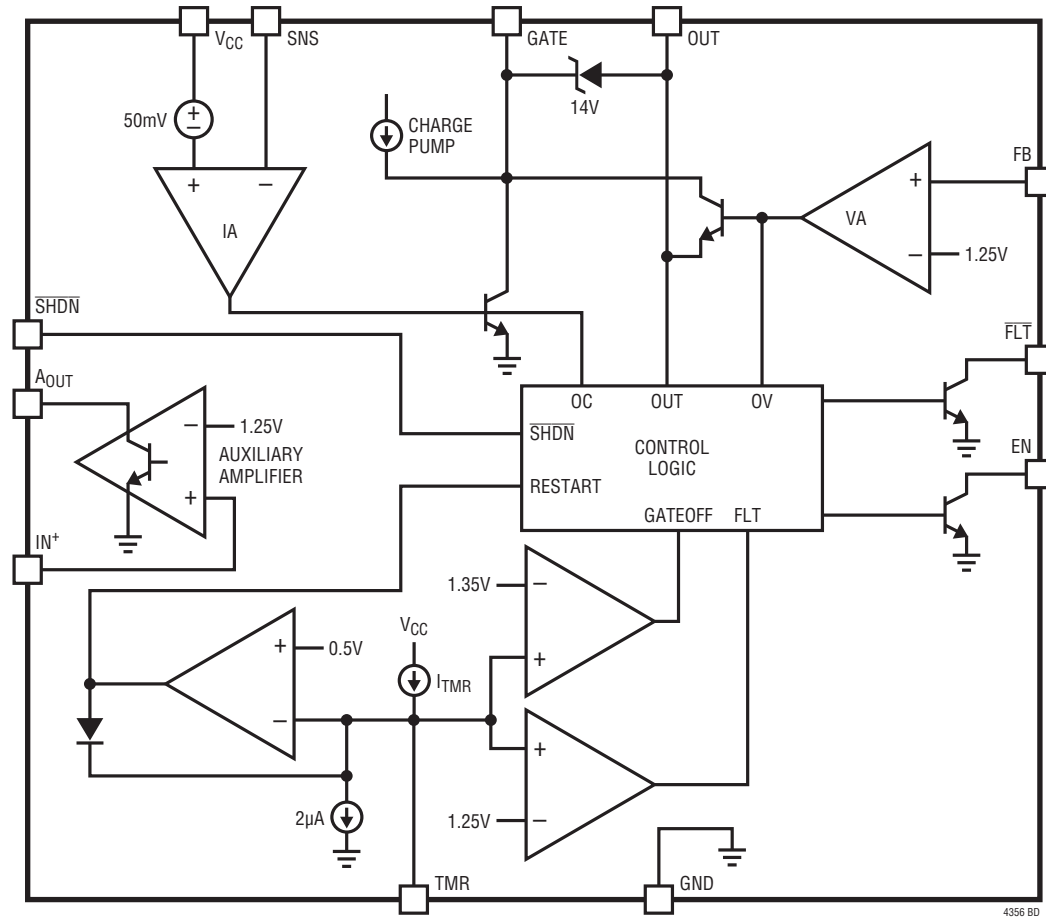 VCC
SNS
GATE
OUT
50mV
+
−
CHARGE
PUMP
14V
FB
+
−
IA
VA
+
−
1.25V
SHDN
FLT
AOUT
OC
OUT
OV
−
1.25V
SHDN
CONTROL
LOGIC
AUXILIARY
AMPLIFIER
EN
+
RESTART
GATEOFF
FLT
IN+
1.35V
−
VCC
+
0.5V
ITMR
+
−
+
2µA
1.25V
−
TMR
GND
4356 BD